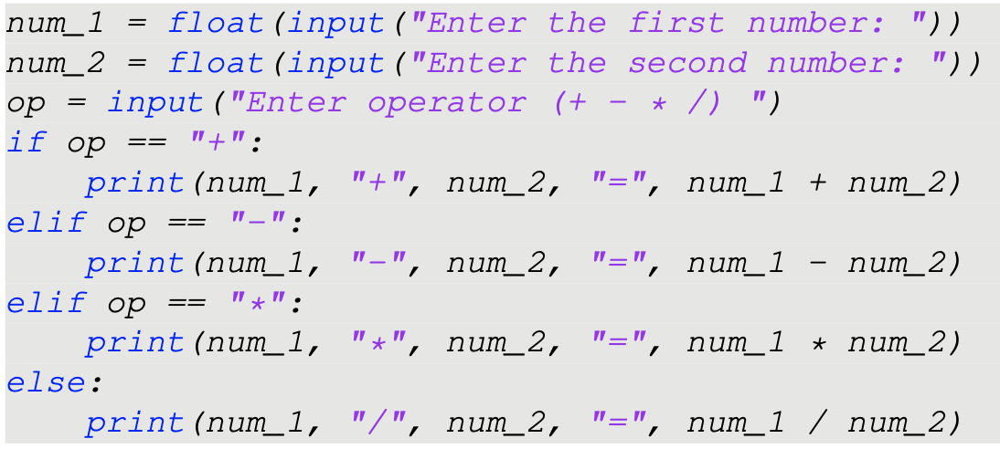 num_1 = float(input("Enter the first number: "))
num_2 = float(input("Enter the second number: "))
op = input("Enter operator (+ - * /) ")
if op == "+":
    print(num_1, "+", num_2, "=", num_1 + num_2)
elif op == "-":
    print(num_1, "-", num_2, "=", num_1 - num_2)
elif op == "*":
    print(num_1, "*", num_2, "=", num_1 * num_2)
else:
    print(num_1, "/", num_2, "=", num_1 / num_2)